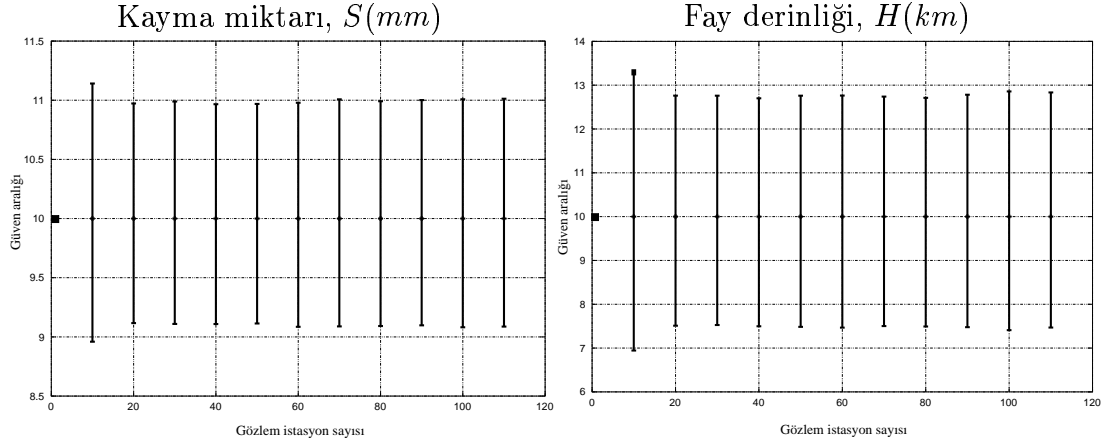 Kayma miktarı, S(mm)
11.5
11
10.5
10
9.5
9
8.5
0 20 40 60 80 100 120
Güven aralığı
Gözlem istasyon sayısı
Fay derinliği, H(km)
14
13
12
11
10
9
8
7
6
0 20 40 60 80 100 120
Güven aralığı
Gözlem istasyon sayısı